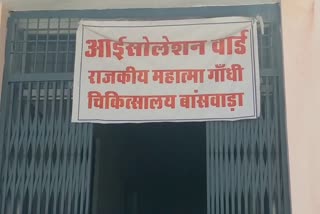 आईसोलेशन वार्ड
राजकीय महात्मा गाँधी
चिकित्सालय बांसवाड़ा